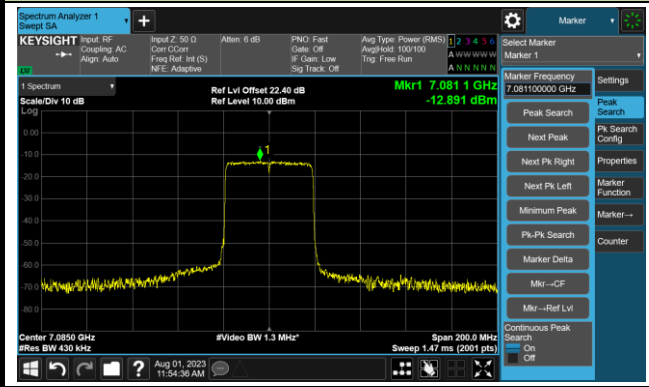 Spectrum Analyzer 1
Swept SA
+
Marker
KEYSIGHT
Input: RF
Coupling: AC
Align: Auto
Input Z: 50 Ω
Corr CCorr
Freq Ref: Int (S)
NFE: Adaptive
Atten: 6 dB
PNO: Fast
Gate: Off
IF Gain: Low
Sig Track: Off
Avg Type: Power (RMS)
Avg|Hold: 100/100
Trig: Free Run
1 2 3 4 5 6
A W W W W W
A N N N N N
Select Marker
Marker 1
LXI
1 Spectrum
Scale/Div 10 dB
Log
Ref Lvl Offset 22.40 dB
Ref Level 10.00 dBm
Mkr1 7.081 1 GHz
-12.891 dBm
0.00
-10.0
-20.0
-30.0
-40.0
-50.0
-60.0
-70.0
-80.0
1
Center 7.0850 GHz
#Res BW 430 kHz
#Video BW 1.3 MHz*
Span 200.0 MHz
Sweep 1.47 ms (2001 pts)
Marker Frequency
7.081100000 GHz
Peak Search
Next Peak
Next Pk Right
Next Pk Left
Minimum Peak
Pk-Pk Search
Marker Delta
Mkr→CF
Mkr→Ref Lvl
Continuous Peak
Search
On
Off
Settings
Peak
Search
Pk Search
Config
Properties
Marker
Function
Marker→
Counter
?
Aug 01, 2023
11:54:36 AM